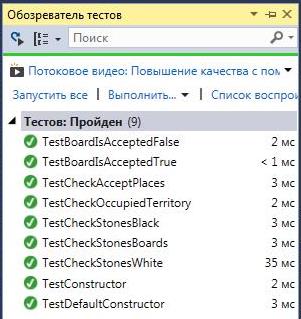 Обозреватель тестов
Поиск
Потоковое видео: Повышение качества с пом
Запустить все | Выполнить... | Список воспрои
Тестов: Пройден (9)
TestBoardIsAcceptedFalse 2 мс
TestBoardIsAcceptedTrue < 1 мс
TestCheckAcceptPlaces 3 мс
TestCheckOccupiedTerritory 2 мс
TestCheckStonesBlack 3 мс
TestCheckStonesBoards 3 мс
TestCheckStonesWhite 35 мс
TestConstructor 2 мс
TestDefaultConstructor 3 мс